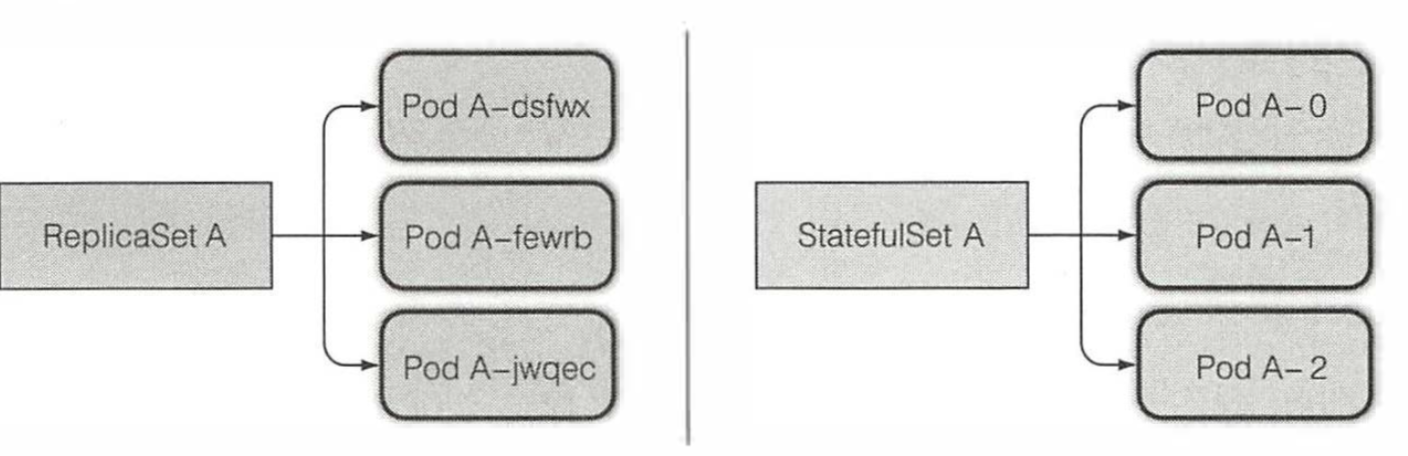 ReplicaSet A
Pod A–dsfwx
Pod A–fewrb
Pod A–jwqec
StatefulSet A
Pod A–0
Pod A–1
Pod A–2